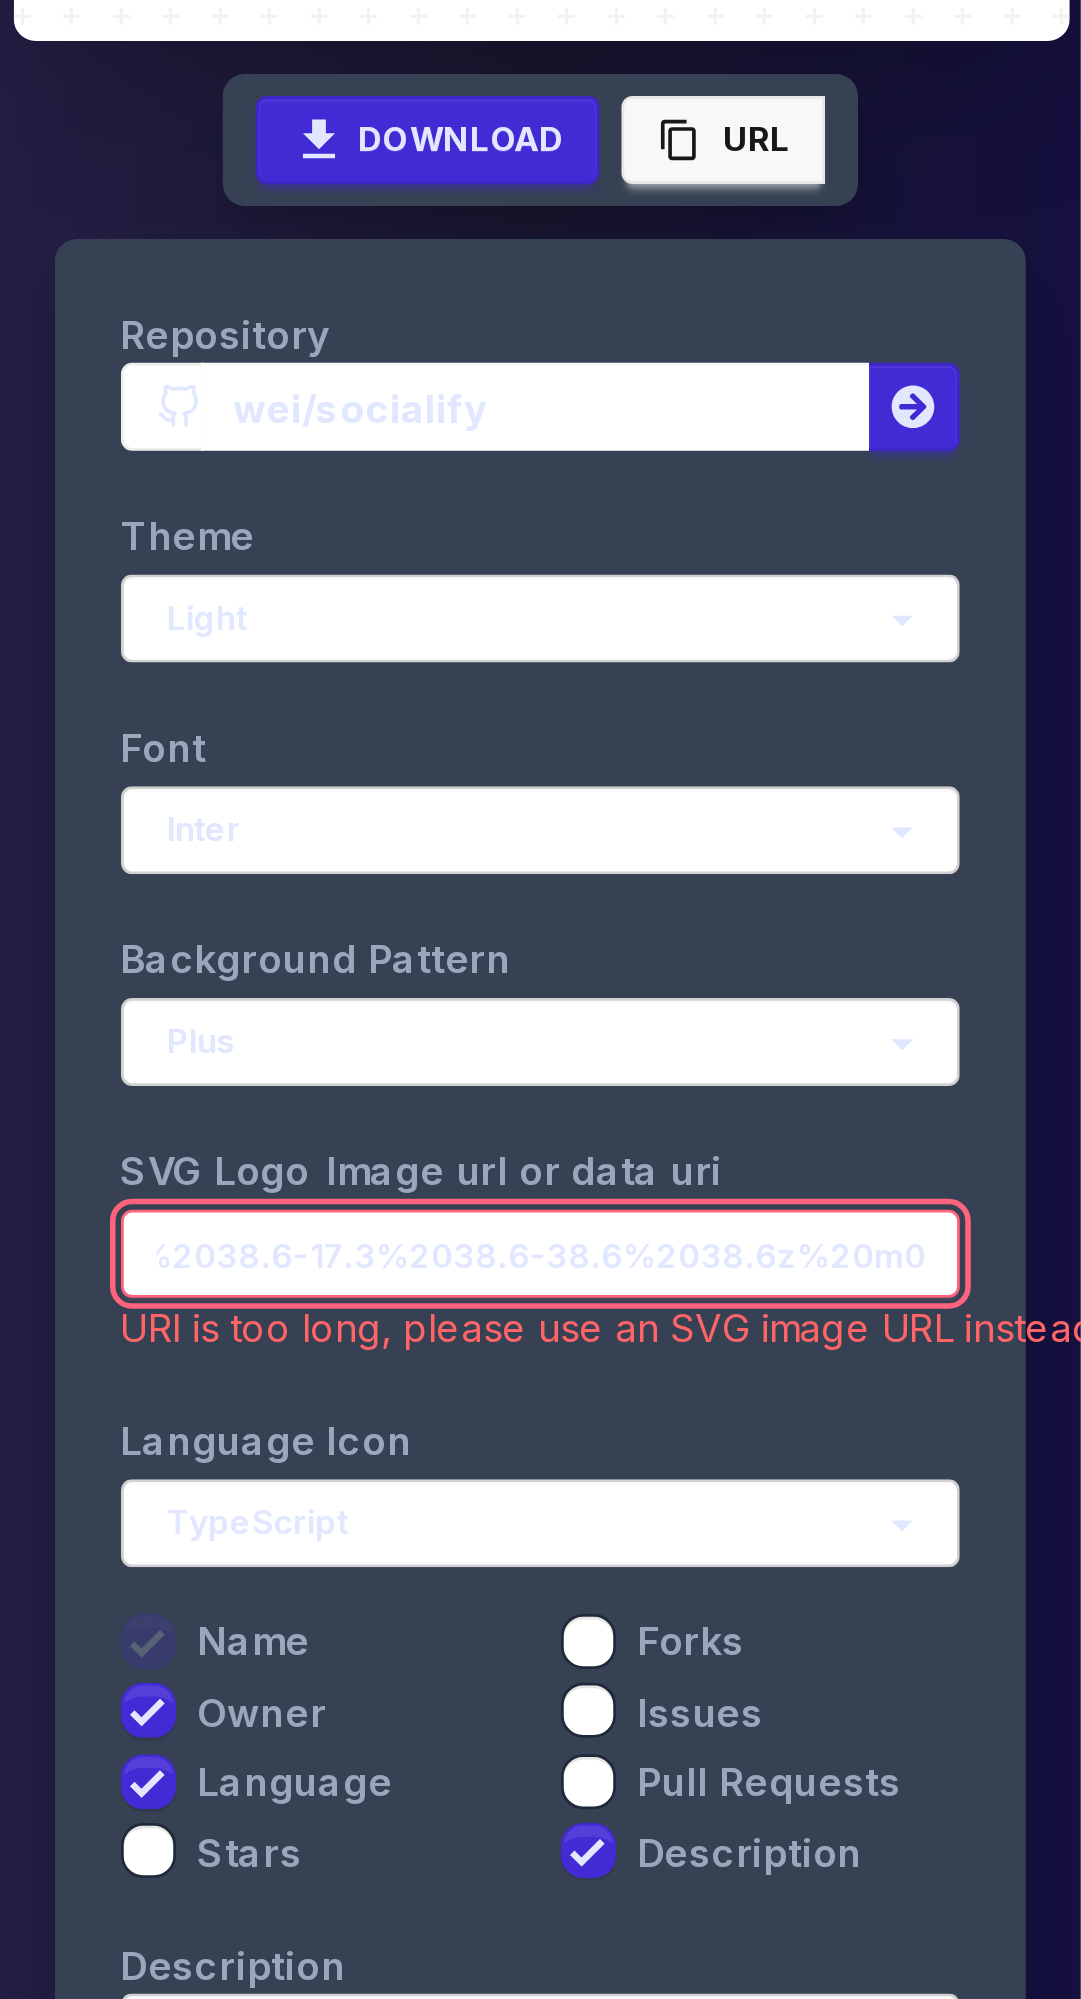 DOWNLOAD
URL
Repository
wei/socialify
Theme
Light
Font
Inter
Background Pattern
Plus
SVG Logo Image url or data uri
%2038.6-17.3%2038.6-38.6%2038.6z%20m0
URI is too long, please use an SVG image URL instead
Language Icon
TypeScript
Name
Forks
Owner
Issues
Language
Pull Requests
Stars
Description
Description